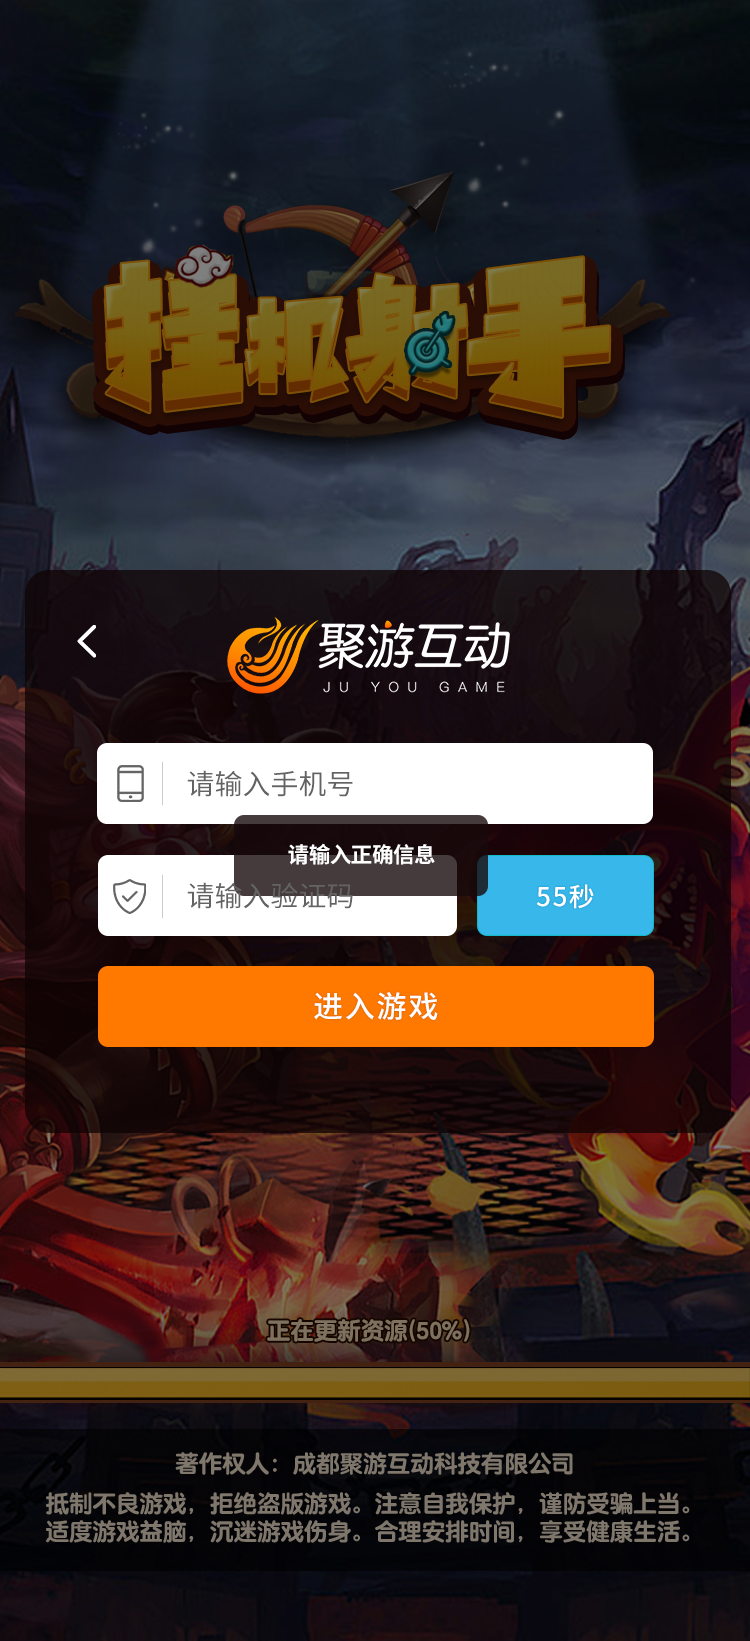 挂机射手
聚游互动
JU YOU GAME
请输入手机号
请输入正确信息
请输入验证码
55秒
进入游戏
正在更新资源(50%)
著作权人：成都聚游互动科技有限公司
抵制不良游戏，拒绝盗版游戏。注意自我保护，谨防受骗上当。
适度游戏益脑，沉迷游戏伤身。合理安排时间，享受健康生活。